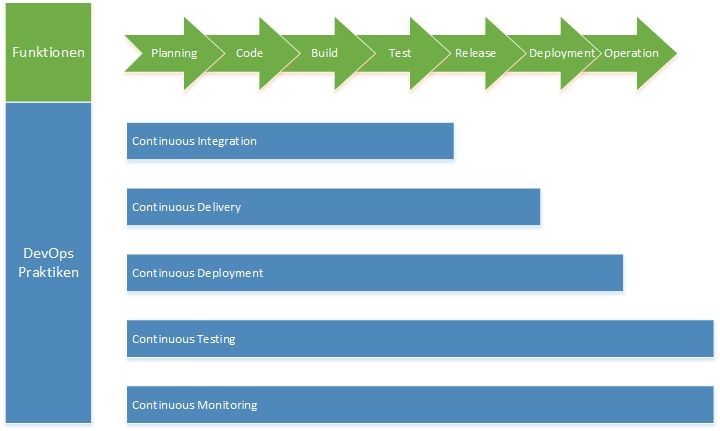 Funktionen
Planning
Code
Build
Test
Release
Deployment
Operation
DevOps
Praktiken
Continuous Integration
Continuous Delivery
Continuous Deployment
Continuous Testing
Continuous Monitoring